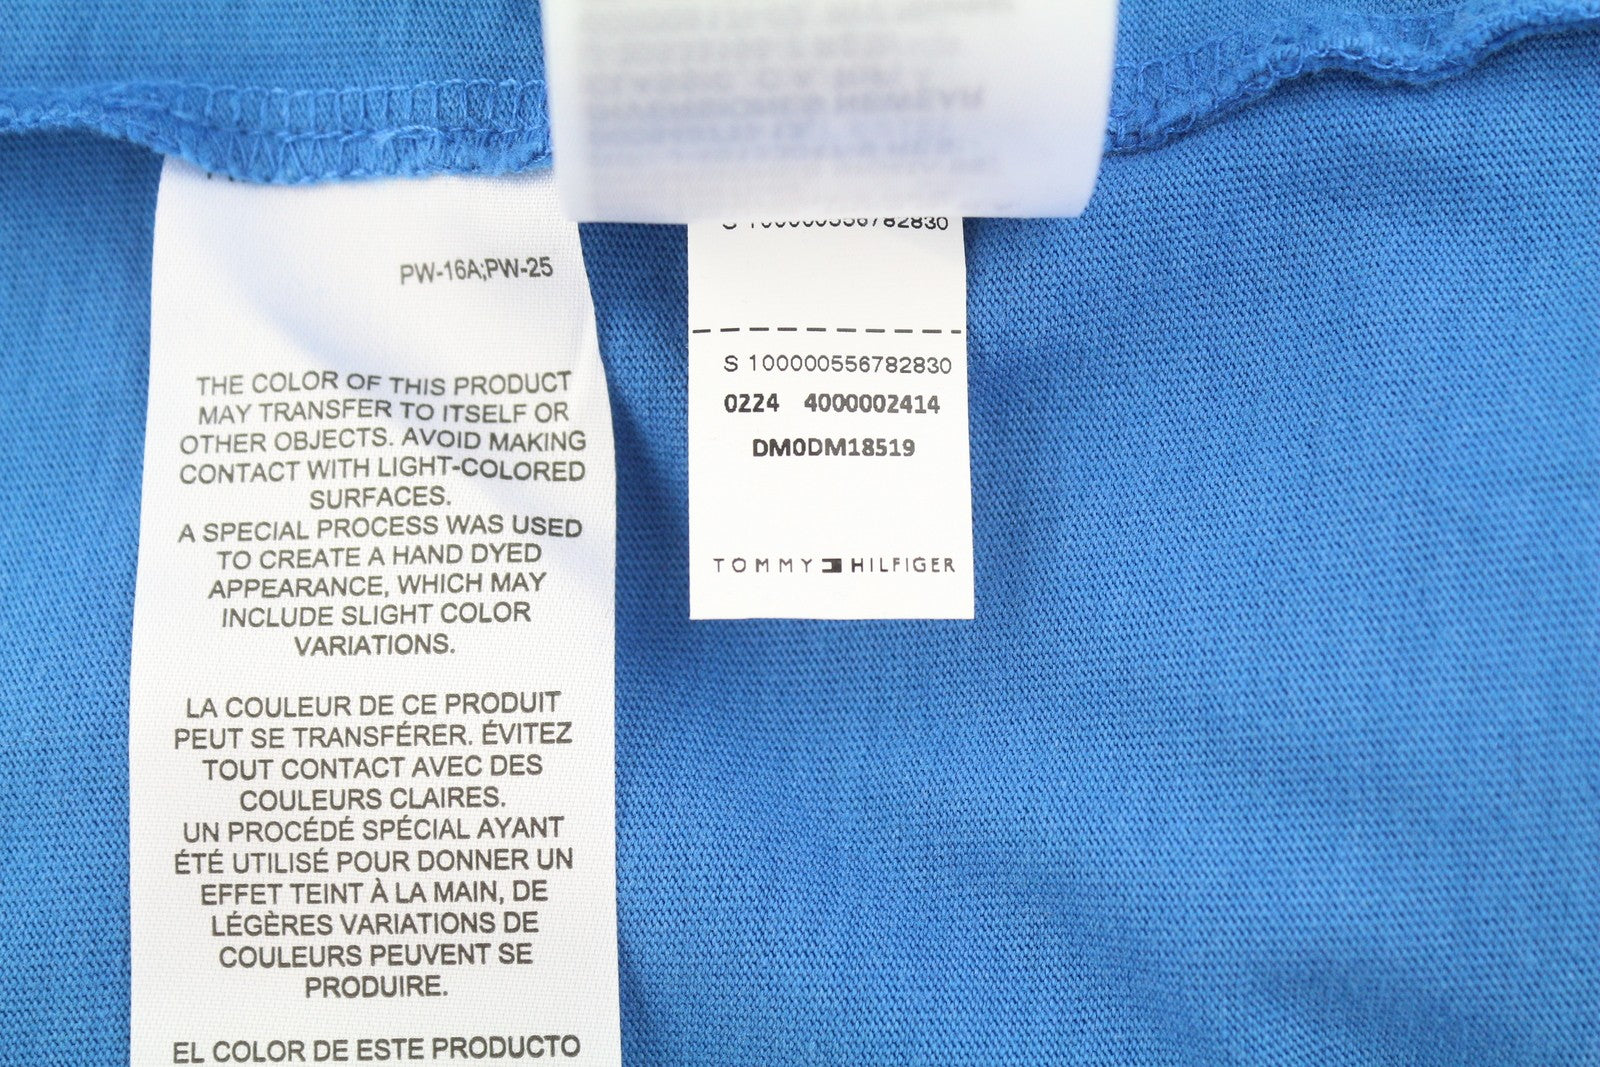 PW-16A;PW-25
THE COLOR OF THIS PRODUCT
MAY TRANSFER TO ITSELF OR
OTHER OBJECTS. AVOID MAKING
CONTACT WITH LIGHT-COLORED
SURFACES.
A SPECIAL PROCESS WAS USED
TO CREATE A HAND DYED
APPEARANCE, WHICH MAY
INCLUDE SLIGHT COLOR
VARIATIONS.
LA COULEUR DE CE PRODUIT
PEUT SE TRANSFÉRER. ÉVITEZ
TOUT CONTACT AVEC DES
COULEURS CLAIRES.
UN PROCÉDÉ SPÉCIAL AYANT
ÉTÉ UTILISÉ POUR DONNER UN
EFFET TEINT À LA MAIN, DE
LÉGÈRES VARIATIONS DE
COULEURS PEUVENT SE
PRODUIRE.
EL COLOR DE ESTE PRODUCTO
S 100000556782830
S 100000556782830
0224 4000002414
DM0DM18519
TOMMY HILFIGER